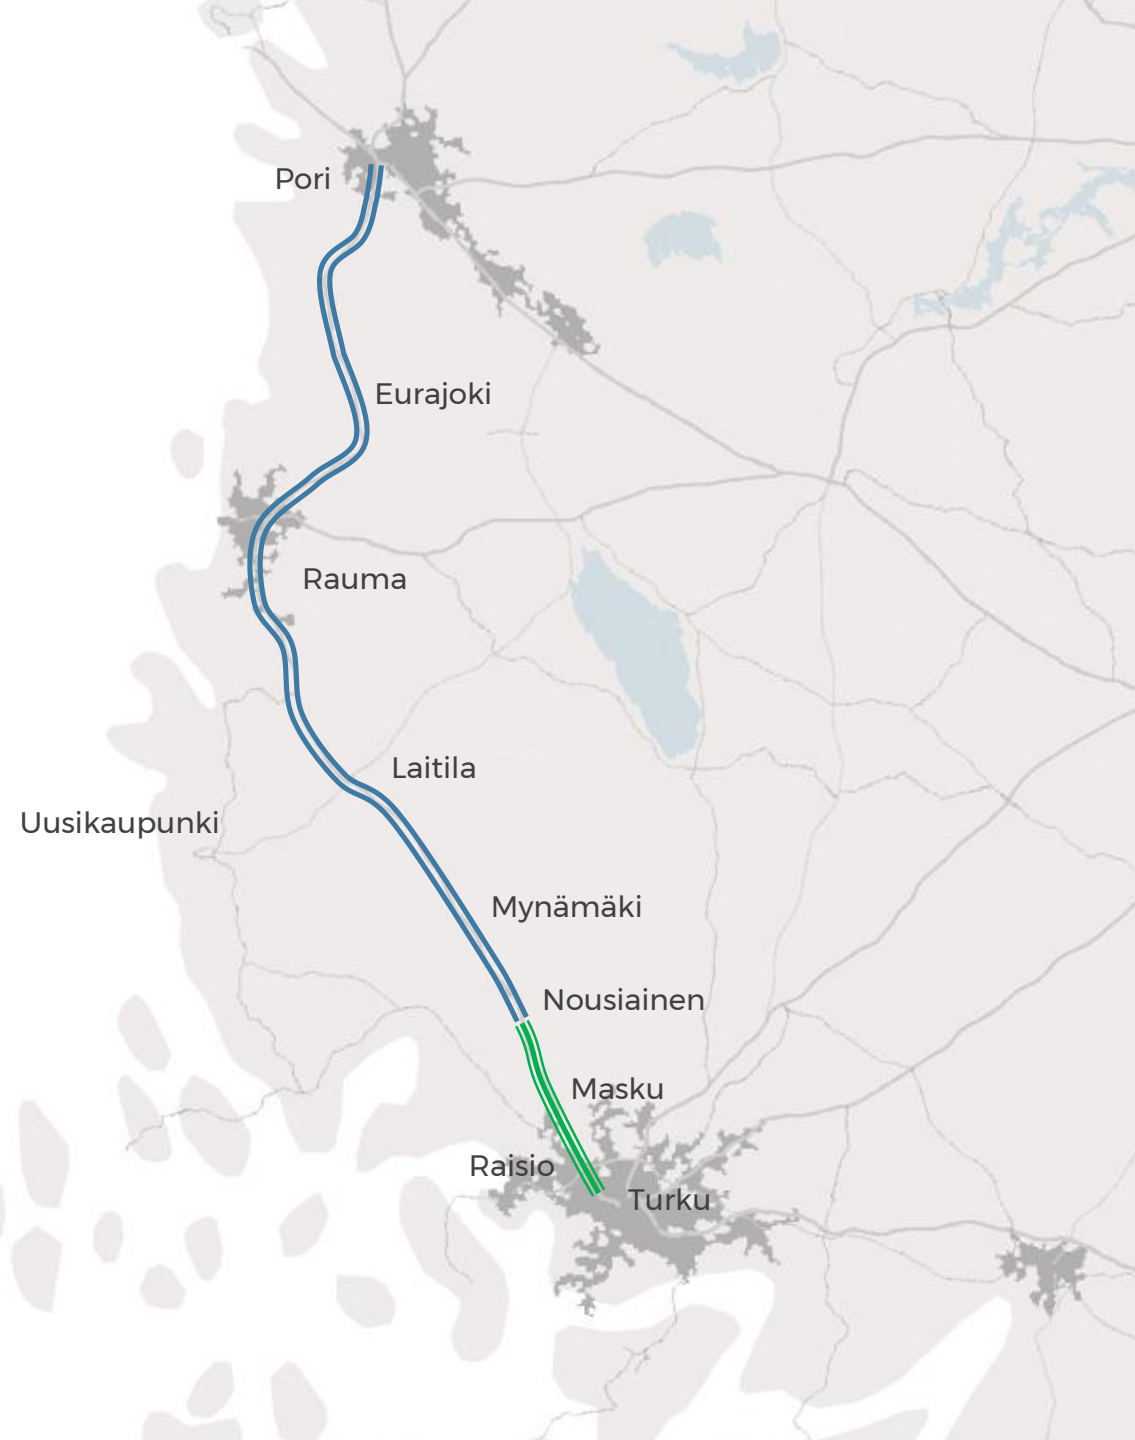 Pori
Eurajoki
Rauma
Laitila
Uusikaupunki
Mynämäki
Nousiainen
Masku
Raisio
Turku